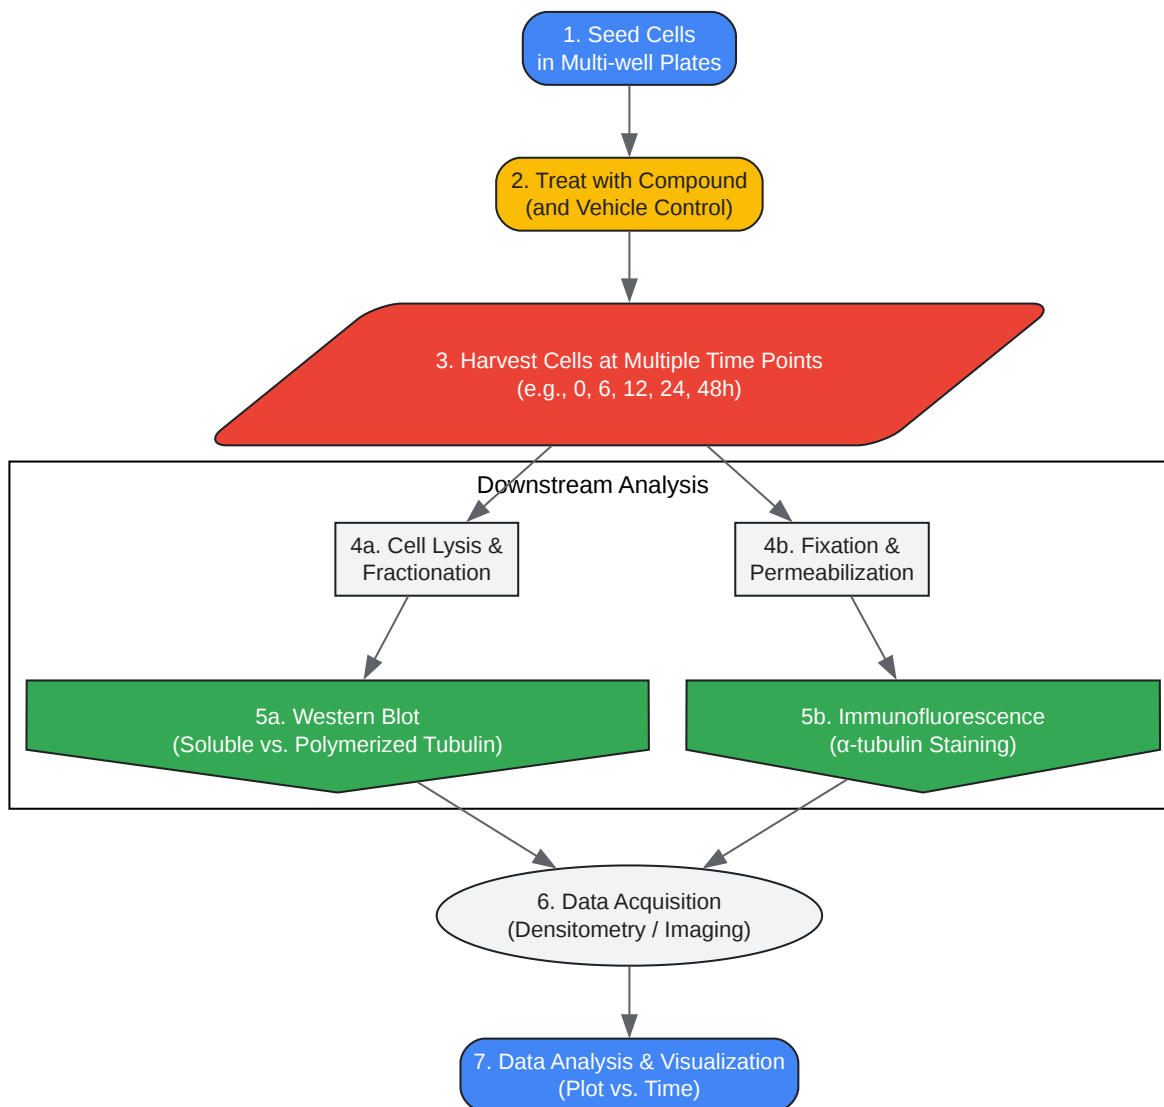 1. Seed Cells
in Multi-well Plates
2. Treat with Compound
(and Vehicle Control)
3. Harvest Cells at Multiple Time Points
(e.g., 0, 6, 12, 24, 48h)
Downstream Analysis
4a. Cell Lysis &
Fractionation
4b. Fixation &
Permeabilization
5a. Western Blot
(Soluble vs. Polymerized Tubulin)
5b. Immunofluorescence
(α-tubulin Staining)
6. Data Acquisition
(Densitometry / Imaging)
7. Data Analysis & Visualization
(Plot vs. Time)